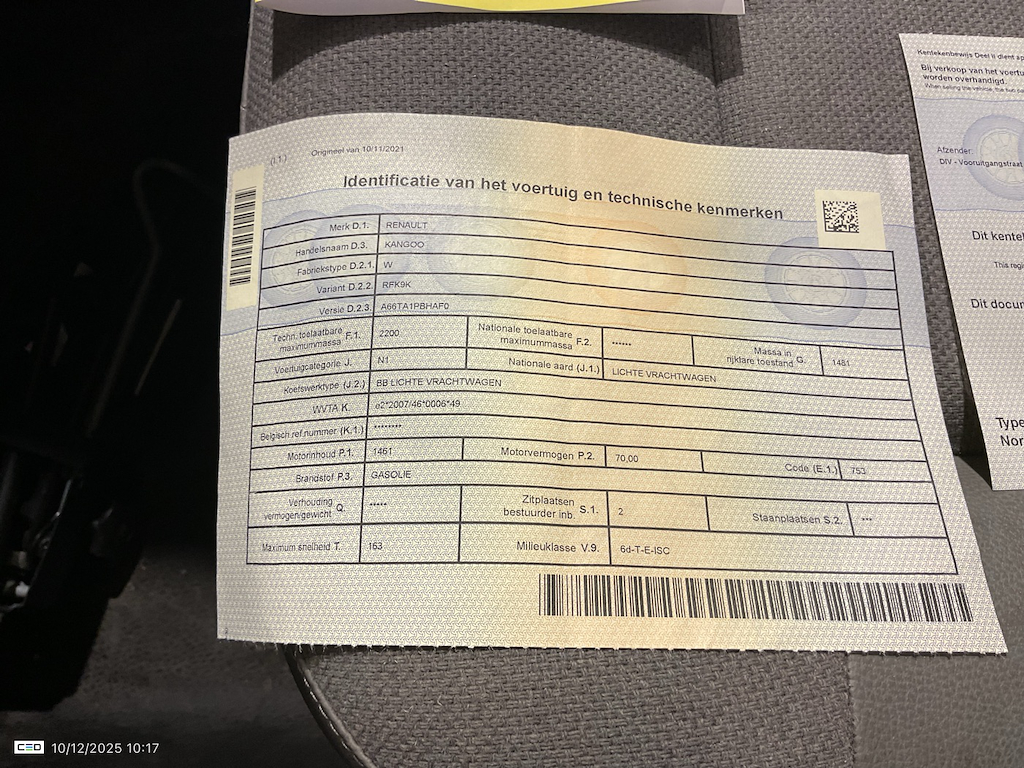 (I.1.)
Origineel van 10/11/2021
Identificatie van het voertuig en technische kenmerken
Merk D.1. RENAULT
Handelsnaam D.3. KANGOO
Fabriekstype D.2.1. W
Variant D.2.2. RFK9K
Versie D.2.3. A66TA1PBHAF0
Techn. toelaatbare maximummassa F.1. 2200 Nationale toelaatbare maximummassa F.2. •••••• Massa in rijklare toestand G. 1481
Voertuigcategorie J. N1 Nationale aard (J.1.) LICHTE VRACHTWAGEN
Koetswerktype (J.2.) BB LICHTE VRACHTWAGEN
WVTA K. e2*2007/46*0006*49
Belgisch ref nummer (K.1.) ********
Motorinhoud P.1. 1461 Motorvermogen P.2. 70,00 Code (E.1.) 753
Brandstof P.3. GASOLIE
Verhouding vermogen/gewicht Q. ••••• Zitplaatsen bestuurder inb. S.1. 2 Staanplaatsen S.2. •••
Maximum snelheid T. 163 Milieuklasse V.9. 6d-T-E-ISC
Kentekenbewijs Deel II dient
Bij verkoop van het
worden overhandigd.
When selling the vehicle, the two
Afzender:
DIV - Vooruitgangstraat
Dit
This
Dit
Type
CEO 10/12/2025 10:17